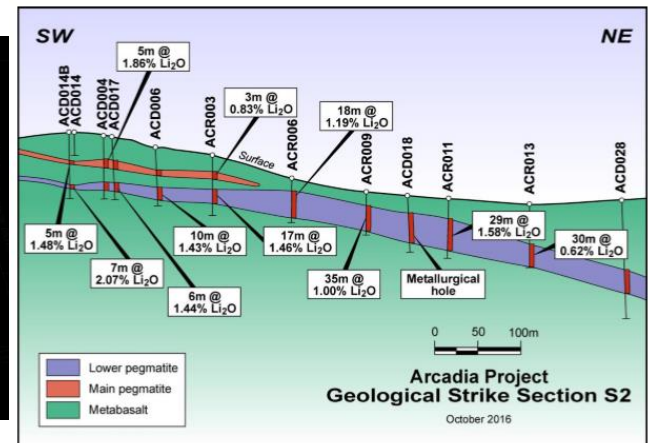 SW
NE
ACD014B
ACD014
ACD004
ACD017
ACD006
ACR003
ACR006
ACR009
ACD018
ACR011
ACR013
ACD028
5m @
1.86% Li₂O
3m @
0.83% Li₂O
18m @
1.19% Li₂O
Surface
5m @
1.48% Li₂O
7m @
2.07% Li₂O
6m @
1.44% Li₂O
10m @
1.43% Li₂O
17m @
1.46% Li₂O
35m @
1.00% Li₂O
Metallurgical
hole
29m @
1.58% Li₂O
30m @
0.62% Li₂O
0 50 100m
Lower pegmatite
Main pegmatite
Metabasalt
Arcadia Project
Geological Strike Section S2
October 2016